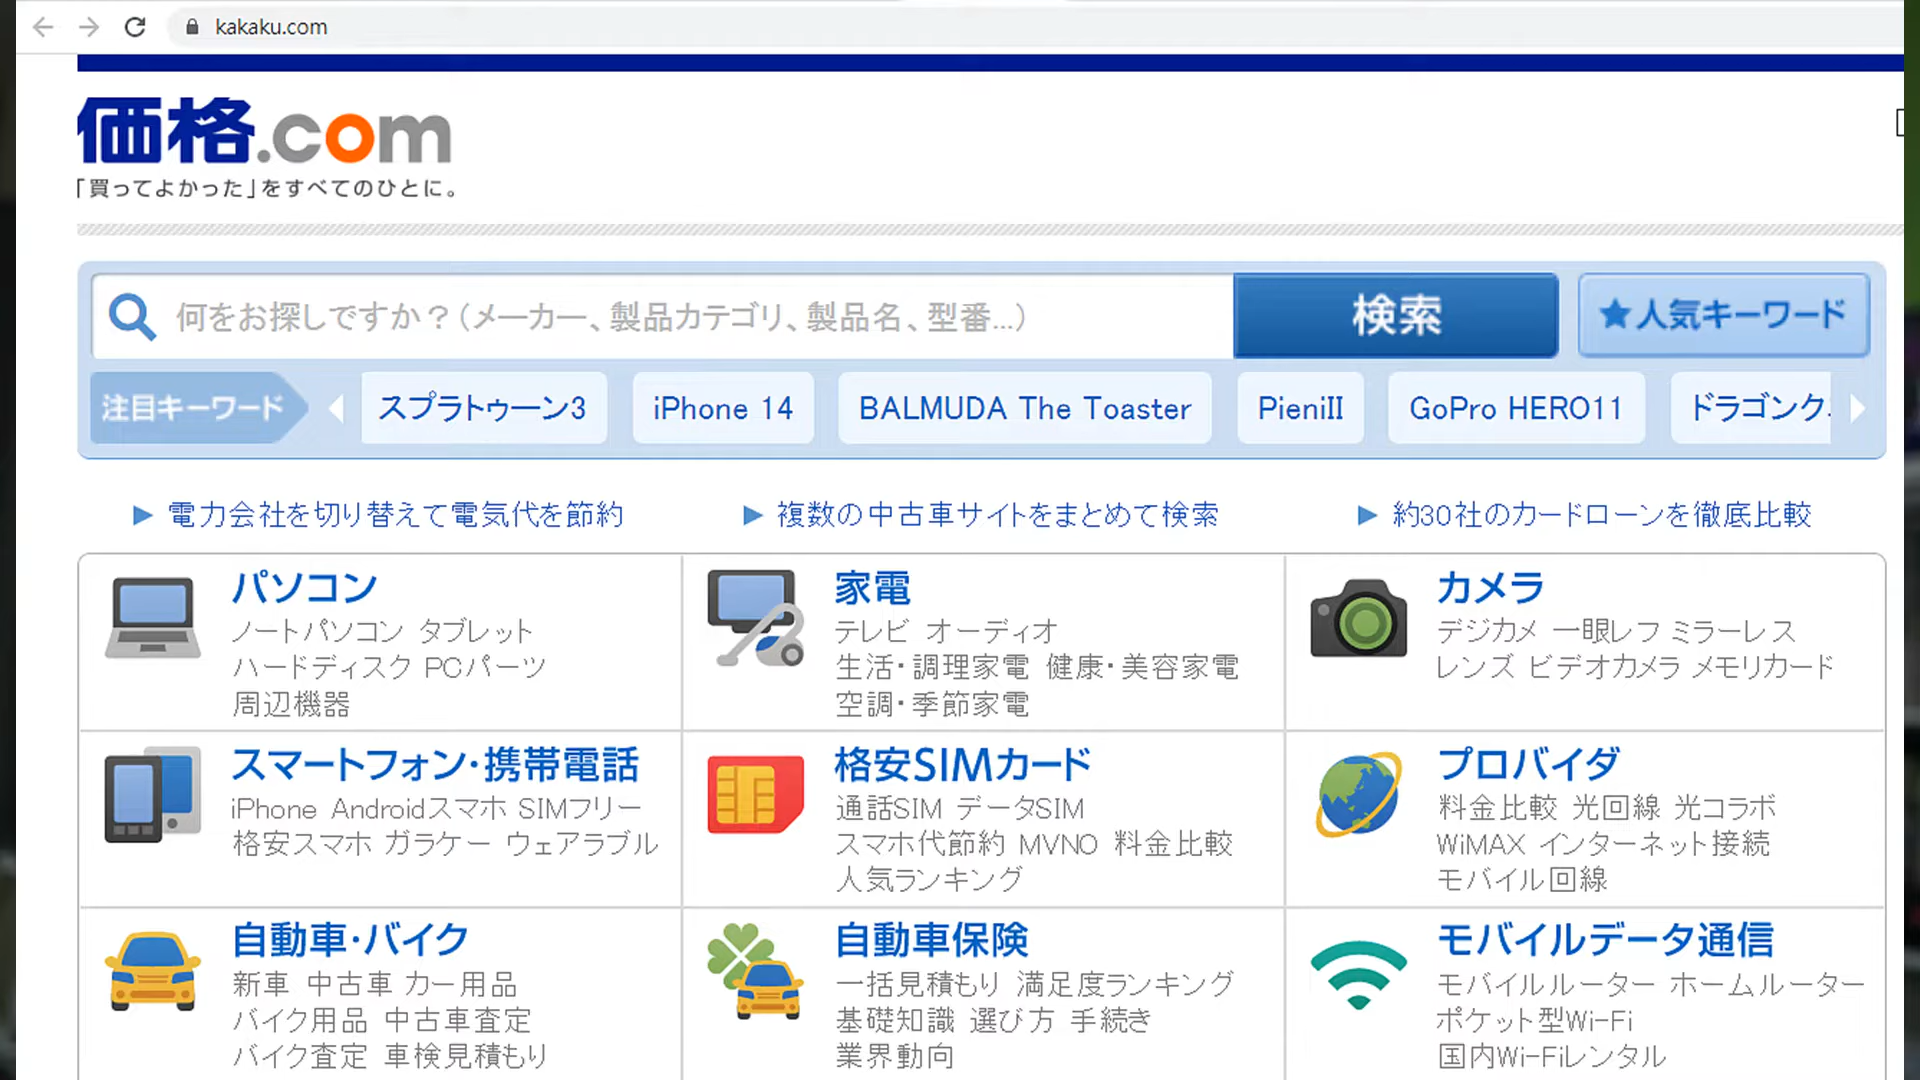 kakaku.com
価格.com
「買ってよかった」をすべてのひとに。
何をお探しですか？（メーカー、製品カテゴリ、製品名、型番...）
検索
★人気キーワード
注目キーワード
スプラトゥーン3
iPhone 14
BALMUDA The Toaster
PieniII
GoPro HERO11
ドラゴンク
電力会社を切り替えて電気代を節約
複数の中古車サイトをまとめて検索
約30社のカードローンを徹底比較
パソコン
ノートパソコン タブレット
ハードディスク PCパーツ
周辺機器
家電
テレビ オーディオ
生活・調理家電 健康・美容家電
空調・季節家電
カメラ
デジカメ 一眼レフ ミラーレス
レンズ ビデオカメラ メモリカード
スマートフォン・携帯電話
iPhone Androidスマホ SIMフリー
格安スマホ ガラケー ウェアラブル
格安SIMカード
通話SIM データSIM
スマホ代節約 MVNO 料金比較
人気ランキング
プロバイダ
料金比較 光回線 光コラボ
WiMAX インターネット接続
モバイル回線
自動車・バイク
新車 中古車 カー用品
バイク用品 中古車査定
バイク査定 車検見積もり
自動車保険
一括見積もり 満足度ランキング
基礎知識 選び方 手続き
業界動向
モバイルデータ通信
モバイルルーター ホームルーター
ポケット型Wi-Fi
国内Wi-Fiレンタル